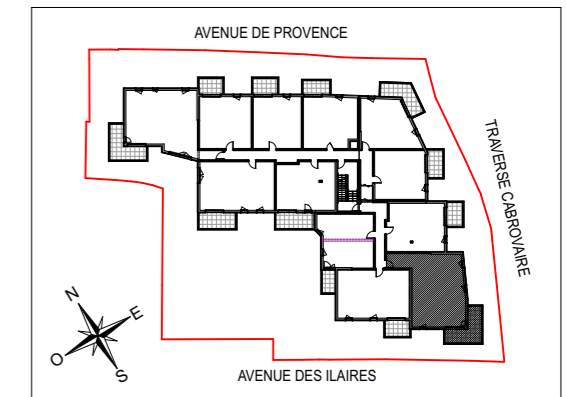 AVENUE DE PROVENCE
TRAVERSE CABROVAIRE
N
E
O
S
AVENUE DES ILAIRES